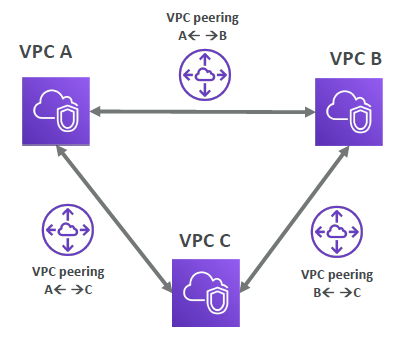 VPC peering
A← →B
VPC A
VPC B
VPC C
VPC peering
A← →C
VPC peering
B← →C